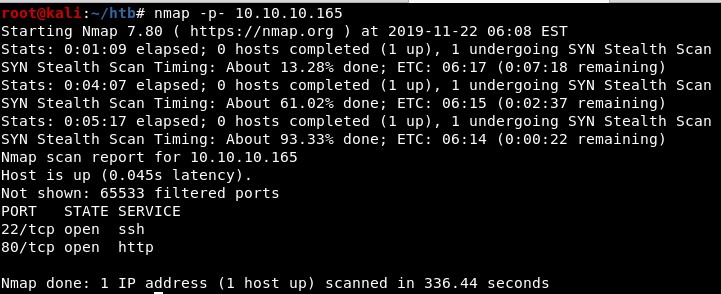 root@kali:~/htb# nmap -p- 10.10.10.165
Starting Nmap 7.80 ( https://nmap.org ) at 2019-11-22 06:08 EST
Stats: 0:01:09 elapsed; 0 hosts completed (1 up), 1 undergoing SYN Stealth Scan
SYN Stealth Scan Timing: About 13.28% done; ETC: 06:17 (0:07:18 remaining)
Stats: 0:04:07 elapsed; 0 hosts completed (1 up), 1 undergoing SYN Stealth Scan
SYN Stealth Scan Timing: About 61.02% done; ETC: 06:15 (0:02:37 remaining)
Stats: 0:05:17 elapsed; 0 hosts completed (1 up), 1 undergoing SYN Stealth Scan
SYN Stealth Scan Timing: About 93.33% done; ETC: 06:14 (0:00:22 remaining)
Nmap scan report for 10.10.10.165
Host is up (0.045s latency).
Not shown: 65533 filtered ports
PORT   STATE SERVICE
22/tcp open  ssh
80/tcp open  http
Nmap done: 1 IP address (1 host up) scanned in 336.44 seconds